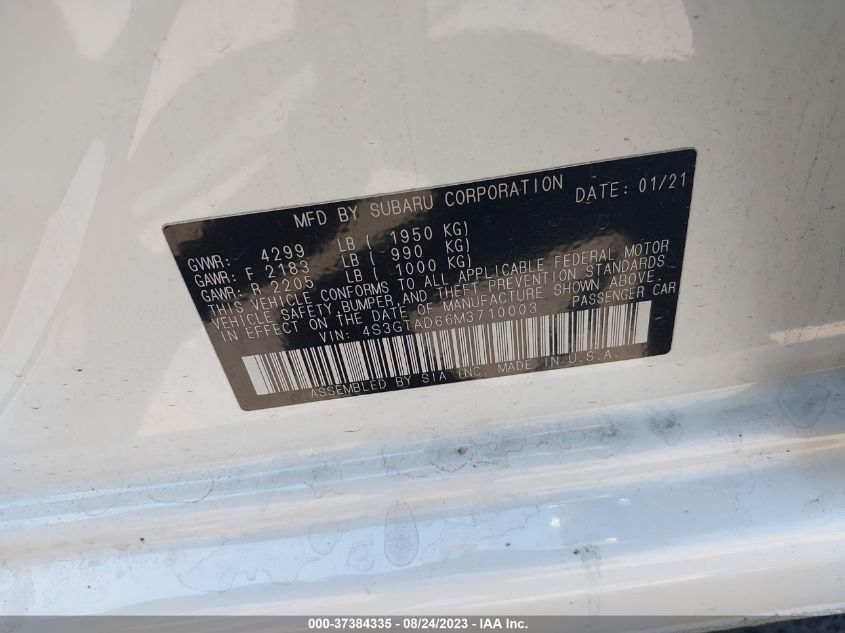 MFD BY SUBARU CORPORATION DATE: 01/21
GVWR: 4299 LB ( 1950 KG)
GAWR: F 2183 LB ( 990 KG)
GAWR: R 2205 LB ( 1000 KG)
THIS VEHICLE CONFORMS TO ALL APPLICABLE FEDERAL MOTOR
VEHICLE SAFETY,BUMPER,AND THEFT PREVENTION STANDARDS
IN EFFECT ON THE DATE OF MANUFACTURE SHOWN ABOVE.
VIN: 4S3GTAD66M3710003 PASSENGER CAR
ASSEMBLED BY SIA INC. MADE IN U.S.A.
000-37384335 - 08/24/2023 - IAA Inc.